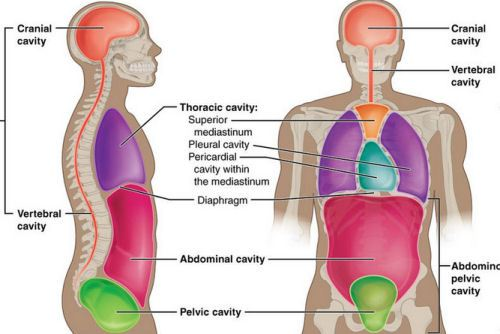 Cranial
cavity
Vertebral
cavity
Thoracic cavity:
Superior
mediastinum
Pleural cavity
Pericardial
cavity within
the mediastinum
Diaphragm
Abdominal cavity
Pelvic cavity
Cranial
cavity
Vertebral
cavity
Abdomino
pelvic
cavity